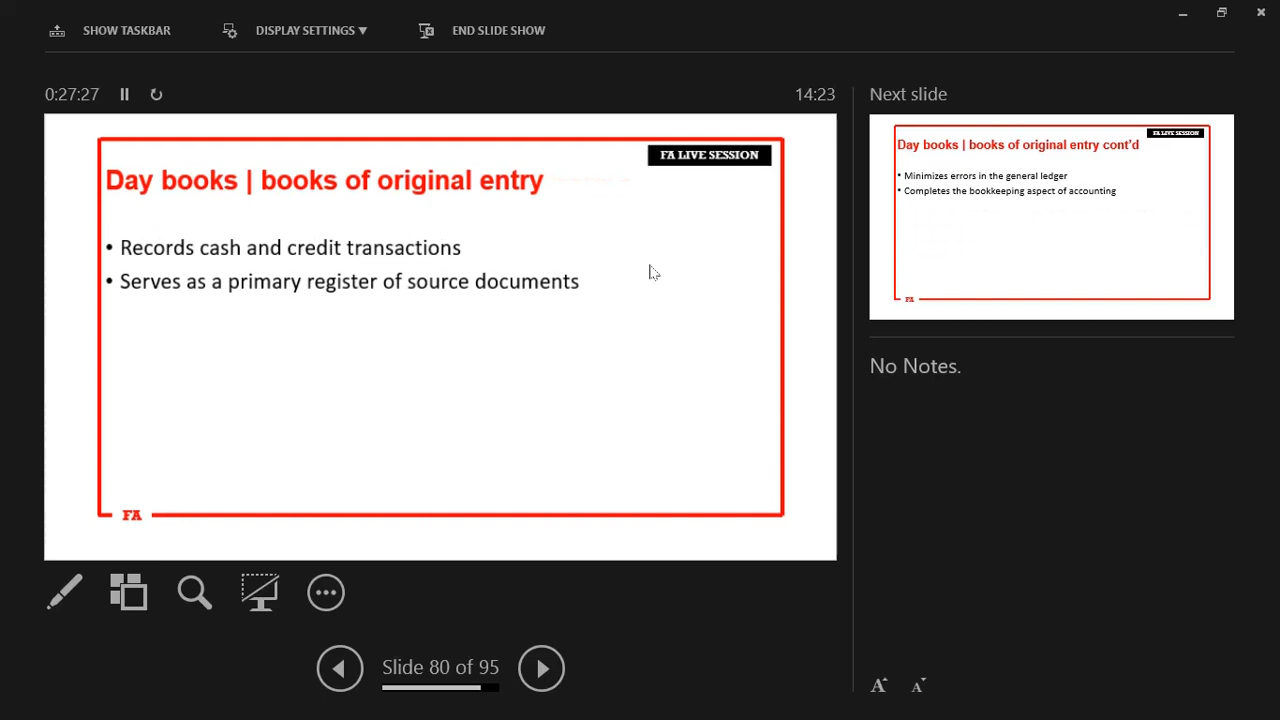 SHOW TASKBAR
DISPLAY SETTINGS ▼
END SLIDE SHOW
0:27:27
14:23
FA LIVE SESSION
Day books | books of original entry
• Records cash and credit transactions
• Serves as a primary register of source documents
FA
Slide 80 of 95
Next slide
FA LIVE SESSION
Day books | books of original entry cont'd
• Minimizes errors in the general ledger
• Completes the bookkeeping aspect of accounting
FA
No Notes.
A A